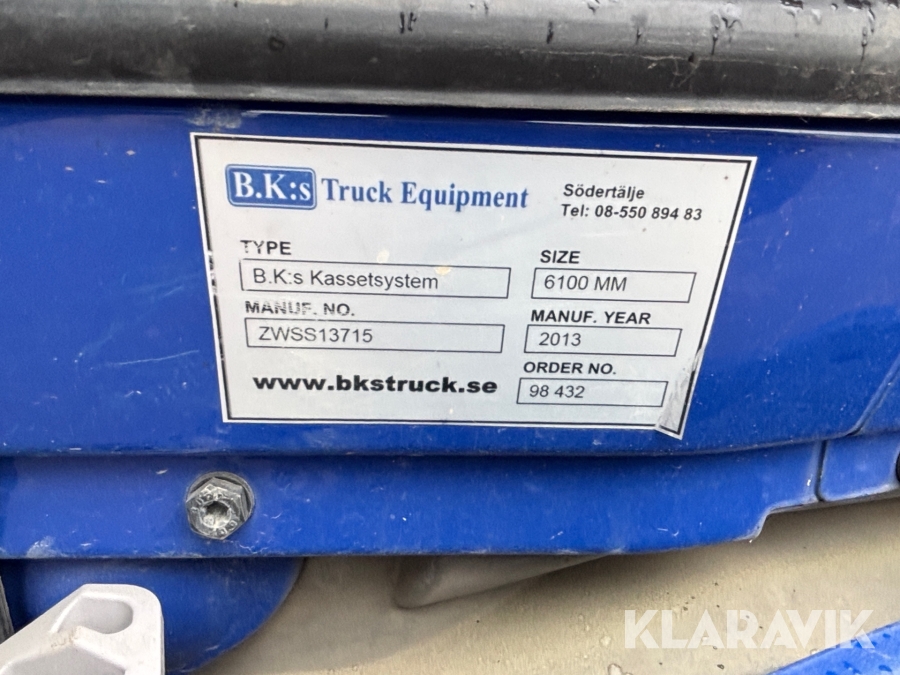 B.K:s Truck Equipment
Södertälje
Tel: 08-550 894 83
TYPE
B.K:s Kassetsystem
SIZE
6100 MM
MANUF. NO.
ZWSS13715
MANUF. YEAR
2013
ORDER NO.
98 432
www.bkstruck.se
KLARAVIK